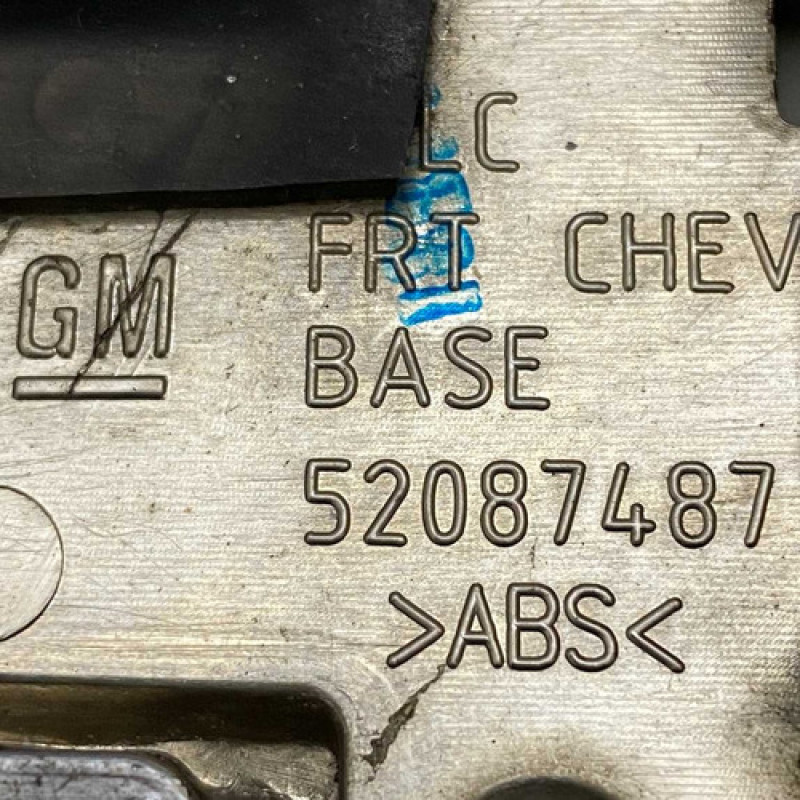 LC
FRT CHEV
GM
BASE
52087487
>ABS<